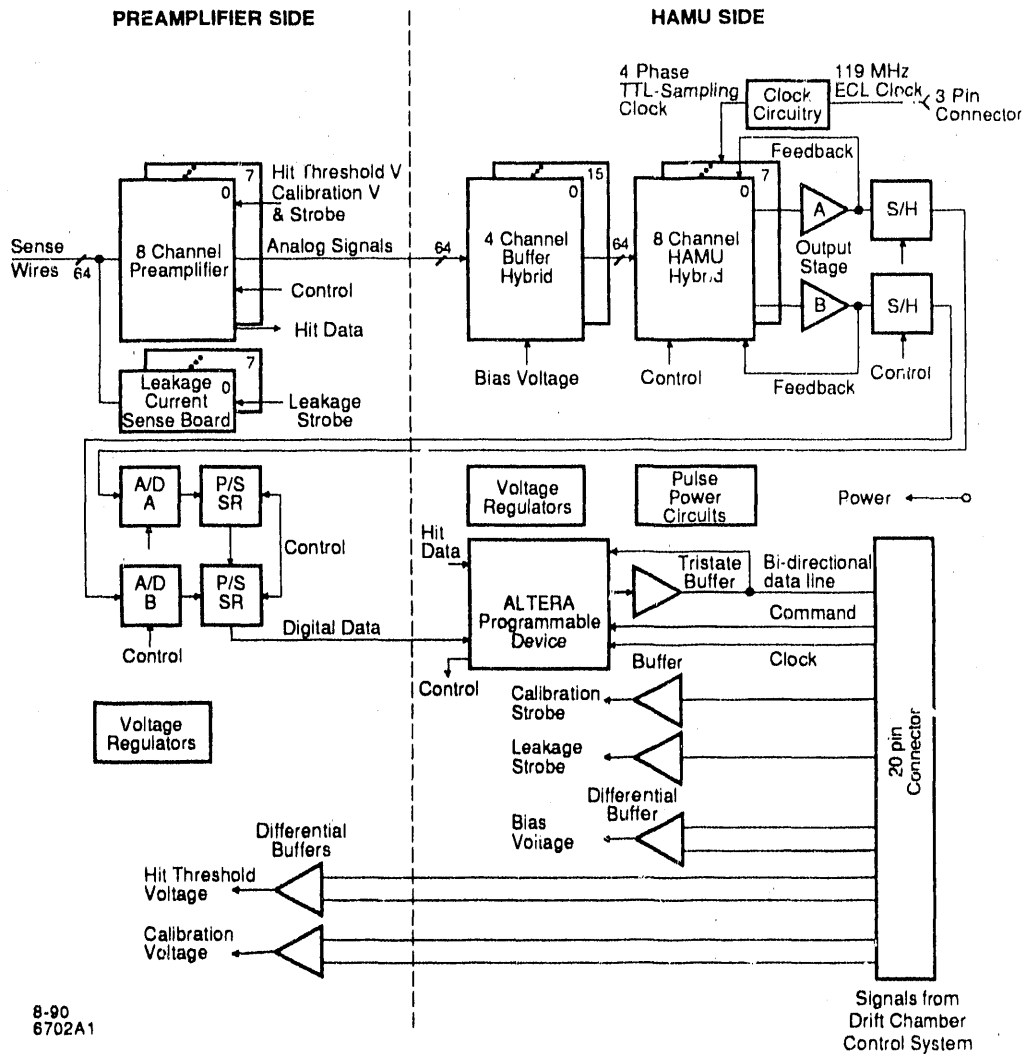 PREAMPLIFIER SIDE
HAMU SIDE
4 Phase
TTL-Sampling
Clock
Clock
Circuitry
119 MHz
ECL Clock
3 Pin
Connector
Feedback
7
0
Hit Threshold V
Calibration V
& Strobe
15
0
7
0
A
S/H
Sense
Wires
64
8 Channel
Preamplifier
Analog Signals
64
4 Channel
Buffer
Hybrid
64
8 Channel
HAMU
Hybrid
Output
Stage
Control
Hit Data
B
S/H
Bias Voltage
Control
Feedback
Control
7
0
Leakage
Current
Sense Board
Leakage
Strobe
A/D
A
P/S
SR
Control
A/D
B
P/S
SR
Control
Digital Data
Voltage
Regulators
Pulse
Power
Circuits
Power
Hit
Data
ALTERA
Programmable
Device
Control
Tristate
Buffer
Bi-directional
data line
Command
Clock
Buffer
Calibration
Strobe
Leakage
Strobe
Differential
Buffer
Bias
Voltage
20 pin
Connector
Voltage
Regulators
Differential
Buffers
Hit Threshold
Voltage
Calibration
Voltage
8-90
6702A1
Signals from
Drift Chamber
Control System